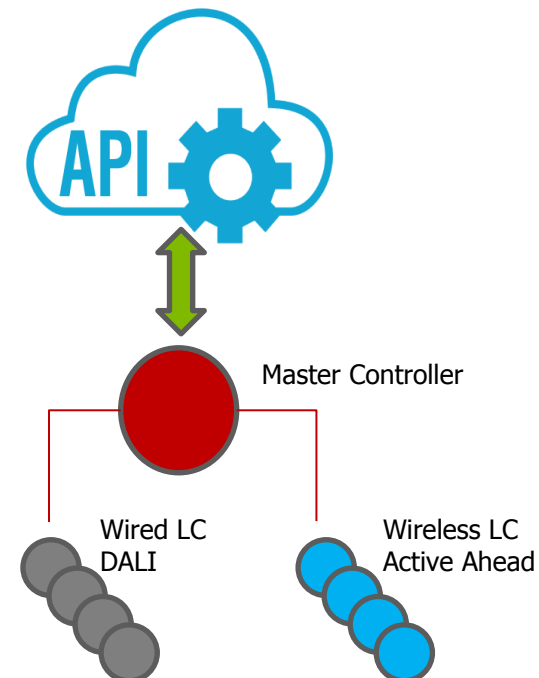 API
Master Controller
Wired LC
DALI
Wireless LC
Active Ahead